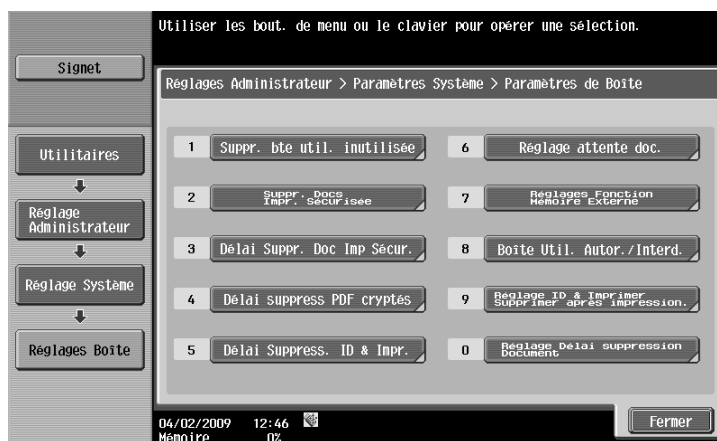 Utiliser les bout. de menu ou le clavier pour opérer une sélection.
Signet
Réglages Administrateur > Paramètres Système > Paramètres de Boîte
Utilitaires
Réglage
Administrateur
Réglage Système
Réglages Boîte
1 Suppr. bte util. inutilisée
2 Suppr. Docs
Impr. Sécurisée
3 Délai Suppr. Doc Imp Sécur.
4 Délai suppress PDF cryptés
5 Délai Suppress. ID & Impr.
6 Réglage attente doc.
7 Réglages Fonction
Mémoire Externe
8 Boîte Util. Autor./Interd.
9 Réglage ID & Imprimer
Supprimer après impression.
0 Réglage Délai suppression
Document
04/02/2009 12:46
Mémoire 0%
Fermer